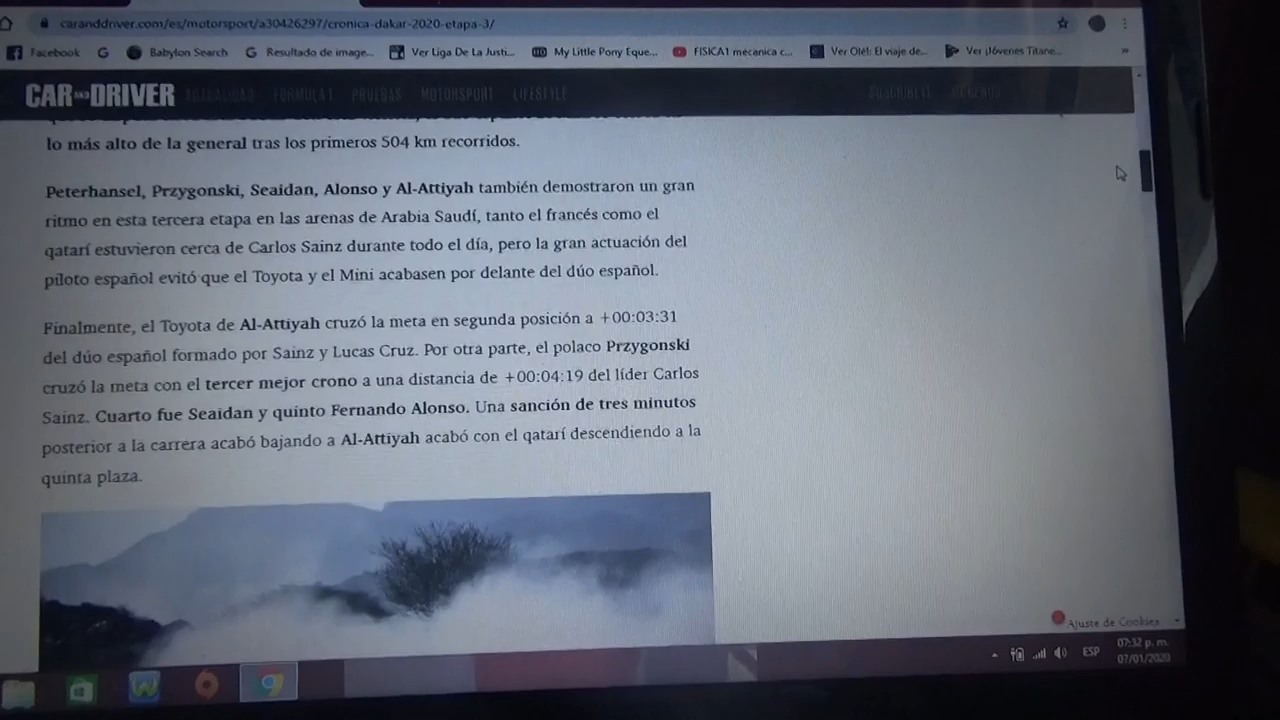 caranddriver.com/es/motorsport/a30426297/cronica-dakar-2020-etapa-3/
Facebook
Babylon Search
Resultado de image...
Ver Liga De La Justi...
My Little Pony Eque...
FISICA1 mecanica c...
Ver Olé!: El viaje de...
Ver ¡Jóvenes Titane...
»
CAR AND DRIVER
ACTUALIDAD FÓRMULA 1 PRUEBAS MOTORSPORT LIFESTYLE
lo más alto de la general tras los primeros 504 km recorridos.
Peterhansel, Przygonski, Seaidan, Alonso y Al-Attiyah también demostraron un gran
ritmo en esta tercera etapa en las arenas de Arabia Saudí, tanto el francés como el
qatarí estuvieron cerca de Carlos Sainz durante todo el día, pero la gran actuación del
piloto español evitó que el Toyota y el Mini acabasen por delante del dúo español.
Finalmente, el Toyota de Al-Attiyah cruzó la meta en segunda posición a +00:03:31
del dúo español formado por Sainz y Lucas Cruz. Por otra parte, el polaco Przygonski
cruzó la meta con el tercer mejor crono a una distancia de +00:04:19 del líder Carlos
Sainz. Cuarto fue Seaidan y quinto Fernando Alonso. Una sanción de tres minutos
posterior a la carrera acabó bajando a Al-Attiyah acabó con el qatarí descendiendo a la
quinta plaza.
Ajuste de Cookies
ESP
07:32 p. m.
07/01/2020